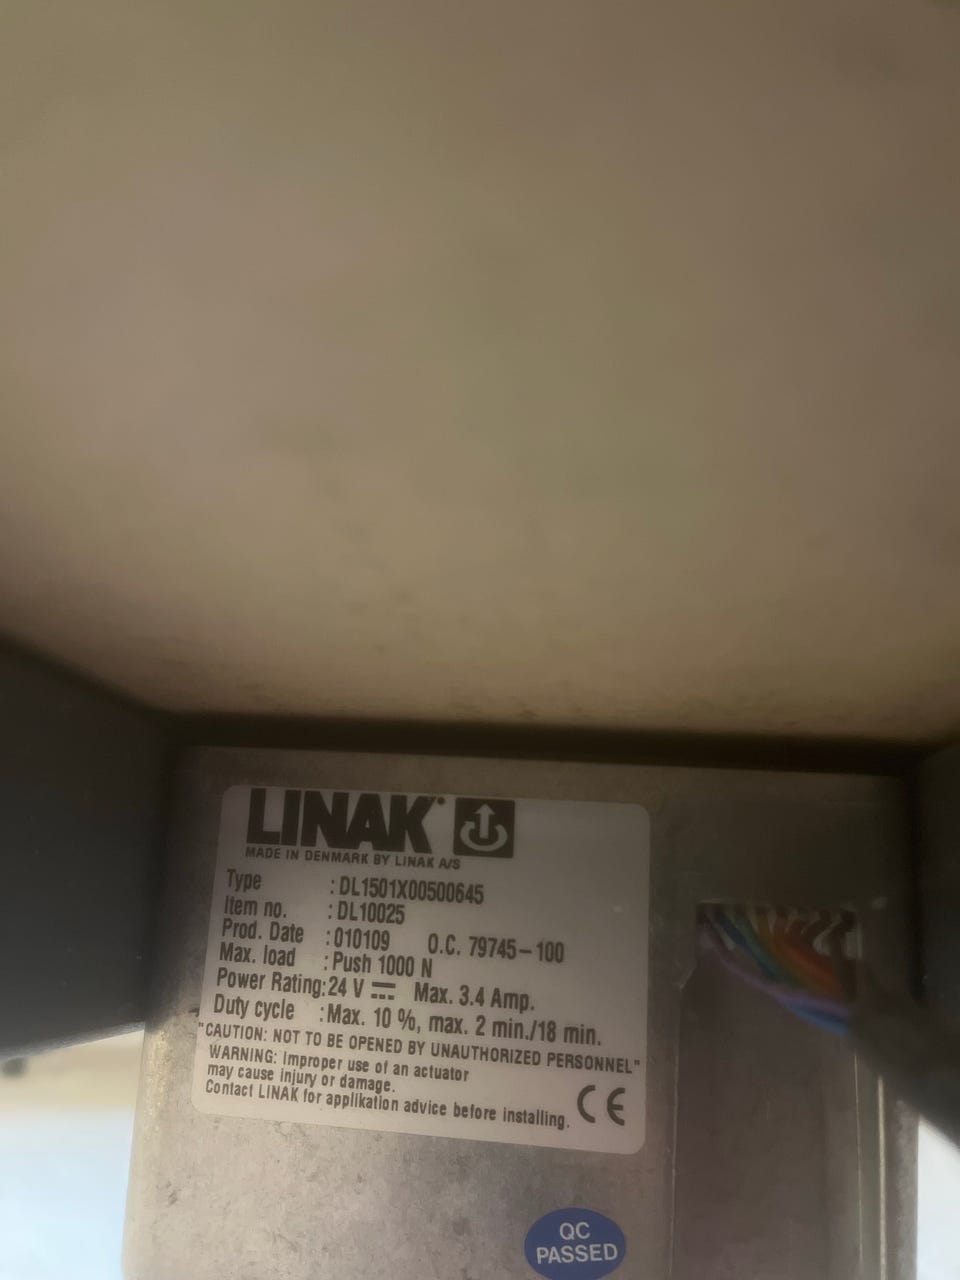 LINAK
MADE IN DENMARK BY LINAK A/S
Type : DL1501X00500645
Item no. : DL10025
Prod. Date : 010109 O.C. 79745-100
Max. load : Push 1000 N
Power Rating: 24 V Max. 3.4 Amp.
Duty cycle : Max. 10 %, max. 2 min./18 min.
"CAUTION: NOT TO BE OPENED BY UNAUTHORIZED PERSONNEL"
WARNING: Improper use of an actuator
may cause injury or damage.
Contact LINAK for applikation advice before installing.
CE
QC
PASSED